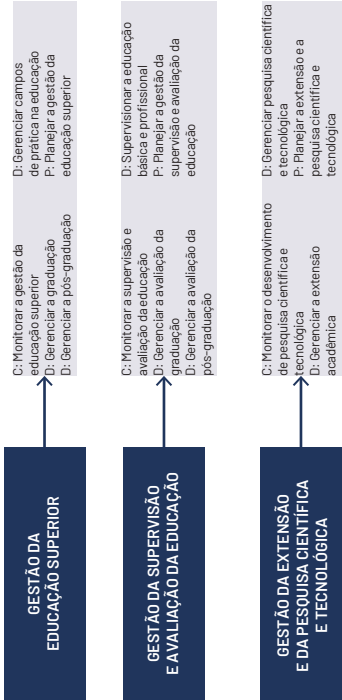 GESTÃO DA
EDUCAÇÃO SUPERIOR
C: Monitorar a gestão da
educação superior
D: Gerenciar a graduação
D: Gerenciar a pós-graduação
D: Gerenciar campos
de prática na educação
P: Planejar a gestão da
educação superior
GESTÃO DA SUPERVISÃO
E AVALIAÇÃO DA EDUCAÇÃO
C: Monitorar a supervisão e
avaliação da educação
D: Gerenciar a avaliação da
graduação
D: Gerenciar a avaliação da
pós-graduação
D: Supervisionar a educação
básica e profissional
P: Planejar a gestão da
supervisão e avaliação da
educação
GESTÃO DA EXTENSÃO
E DA PESQUISA CIENTÍFICA
E TECNOLÓGICA
C: Monitorar o desenvolvimento
de pesquisa científica e
tecnológica
D: Gerenciar a extensão
acadêmica
D: Gerenciar pesquisa científica
e tecnológica
P: Planejar a extensão e a
pesquisa científica e
tecnológica